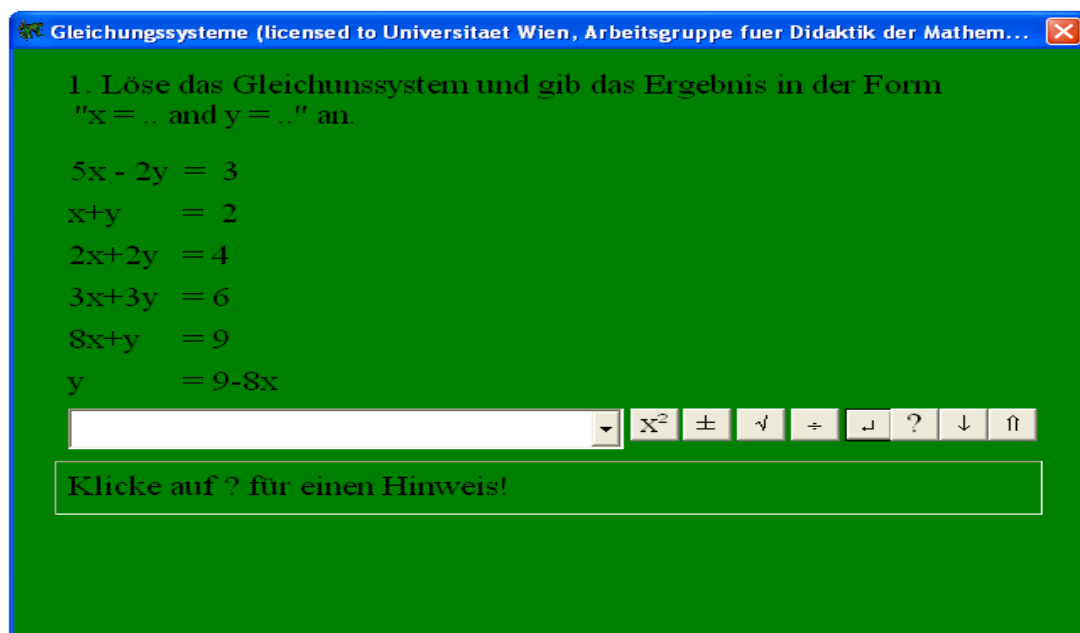 Gleichungssysteme (licensed to Universitaet Wien, Arbeitsgruppe fuer Didaktik der Mathem...
1. Löse das Gleichunssystem und gib das Ergebnis in der Form
"x = .. and y = .." an.
5x - 2y = 3
x+y = 2
2x+2y = 4
3x+3y = 6
8x+y = 9
y = 9-8x
x² ± √ ÷ ↵ ? ↓ ⇑
Klicke auf ? für einen Hinweis!